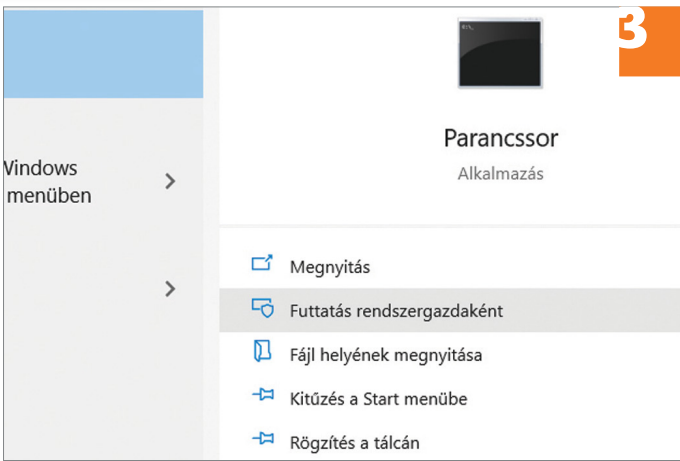 3
Windows
menüben
Parancssor
Alkalmazás
Megnyitás
Futtatás rendszergazdaként
Fájl helyének megnyitása
Kitűzés a Start menübe
Rögzítés a tálcán